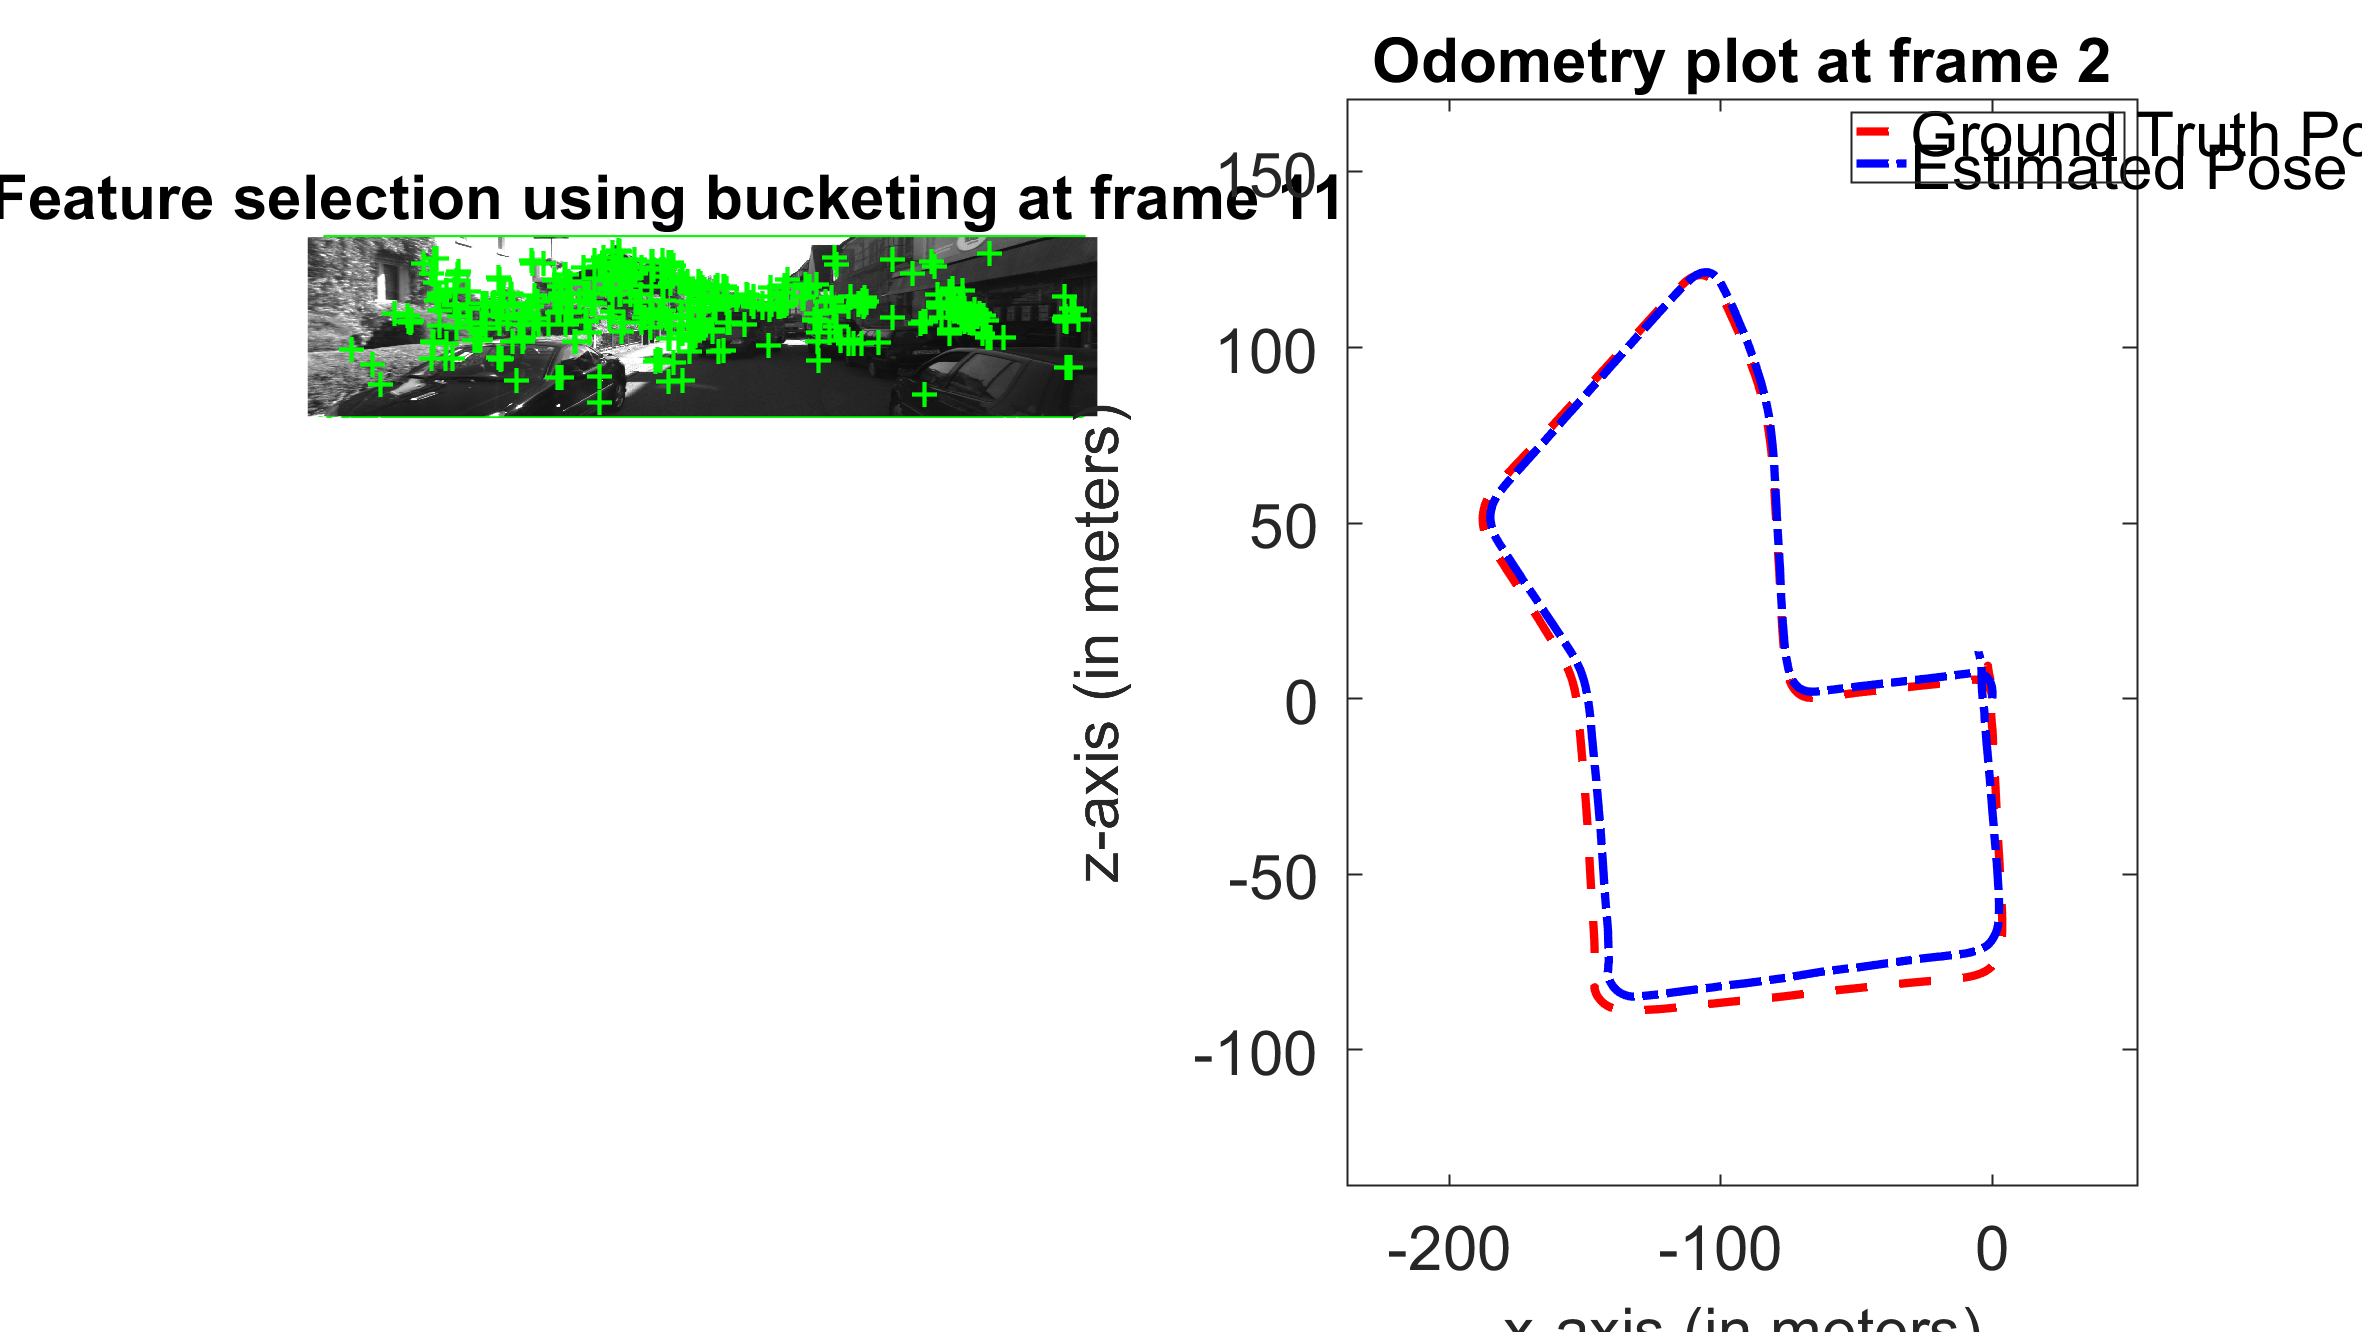 Feature selection using bucketing at frame 11
Odometry plot at frame 2
Ground Truth Po
Estimated Pose
150
100
50
0
-50
-100
z-axis (in meters)
-200 -100 0
x-axis (in meters)